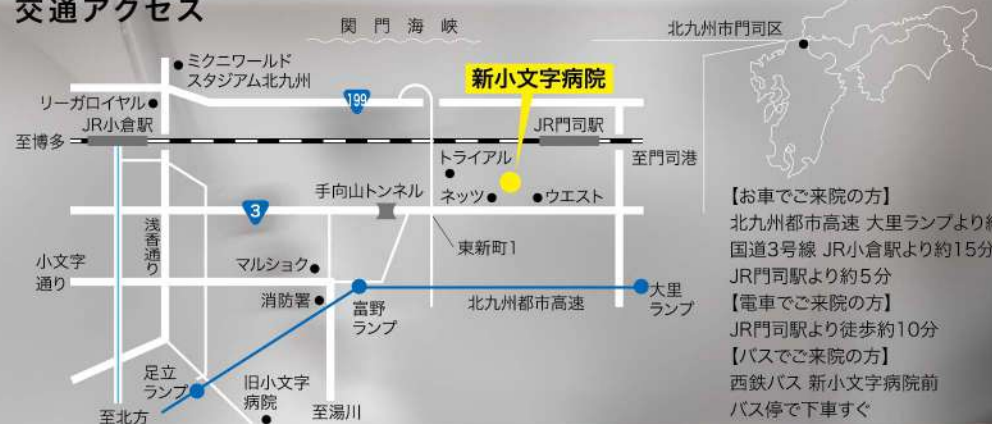 交通アクセス
関門海峡
北九州市門司区
ミクニワールド
スタジアム北九州
新小文字病院
リーガロイヤル
199
JR小倉駅
JR門司駅
至博多
至門司港
トライアル
手向山トンネル
ネッツ
ウエスト
3
浅香通り
東新町1
小文字
通り
マルショク
消防署
富野
ランプ
北九州都市高速
大里
ランプ
足立
ランプ
旧小文字
病院
至北方
至湯川
【お車でご来院の方】
北九州都市高速 大里ランプより約
国道3号線 JR小倉駅より約15分
JR門司駅より約5分
【電車でご来院の方】
JR門司駅より徒歩約10分
【バスでご来院の方】
西鉄バス 新小文字病院前
バス停で下車すぐ